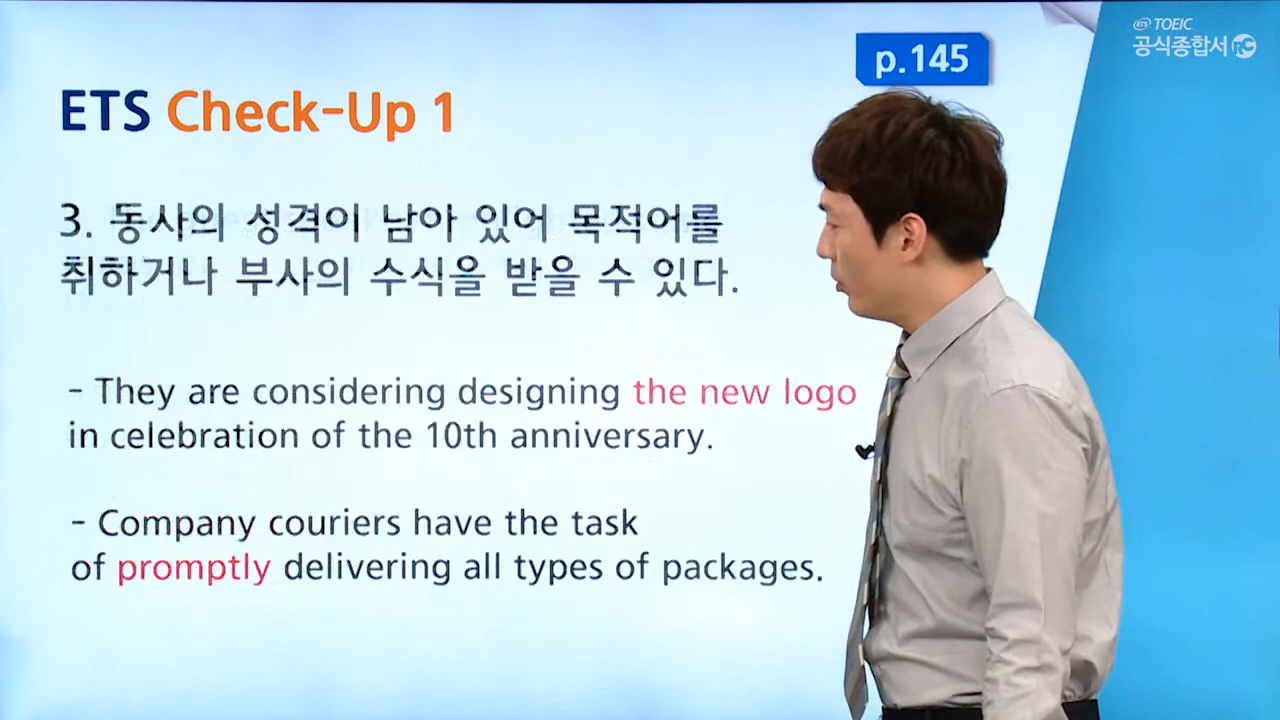 ETS TOEIC
공식종합서 RC
p.145
ETS Check-Up 1
3. 동사의 성격이 남아 있어 목적어를
취하거나 부사의 수식을 받을 수 있다.
- They are considering designing the new logo
in celebration of the 10th anniversary.
- Company couriers have the task
of promptly delivering all types of packages.